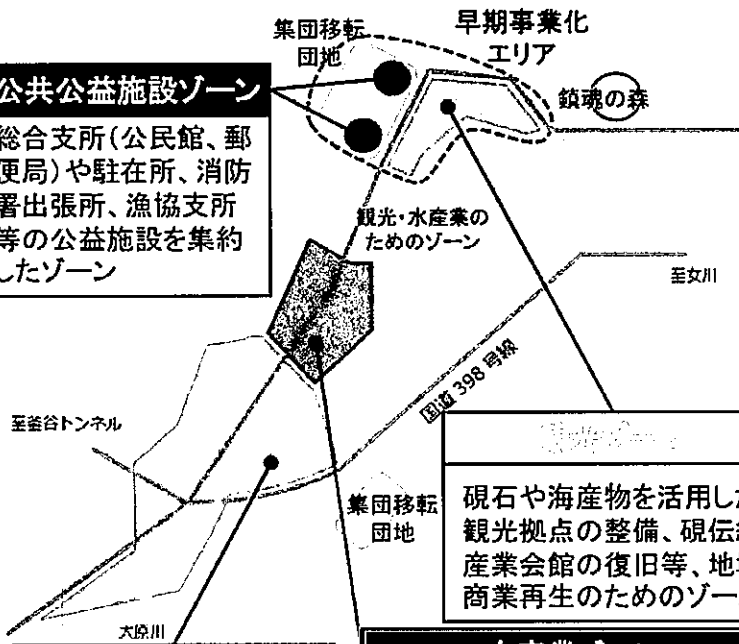 集団移転
団地
早期事業化
エリア
鎮魂の森
公共公益施設ゾーン
総合支所(公民館、郵
便局)や駐在所、消防
署出張所、漁協支所
等の公益施設を集約
したゾーン
観光・水産業の
ためのゾーン
至女川
国道 398 号線
至釜谷トンネル
集団移転
団地
硯石や海産物を活用し
観光拠点の整備、硯伝
産業会館の復旧等、地
商業再生のためのゾー
大原川